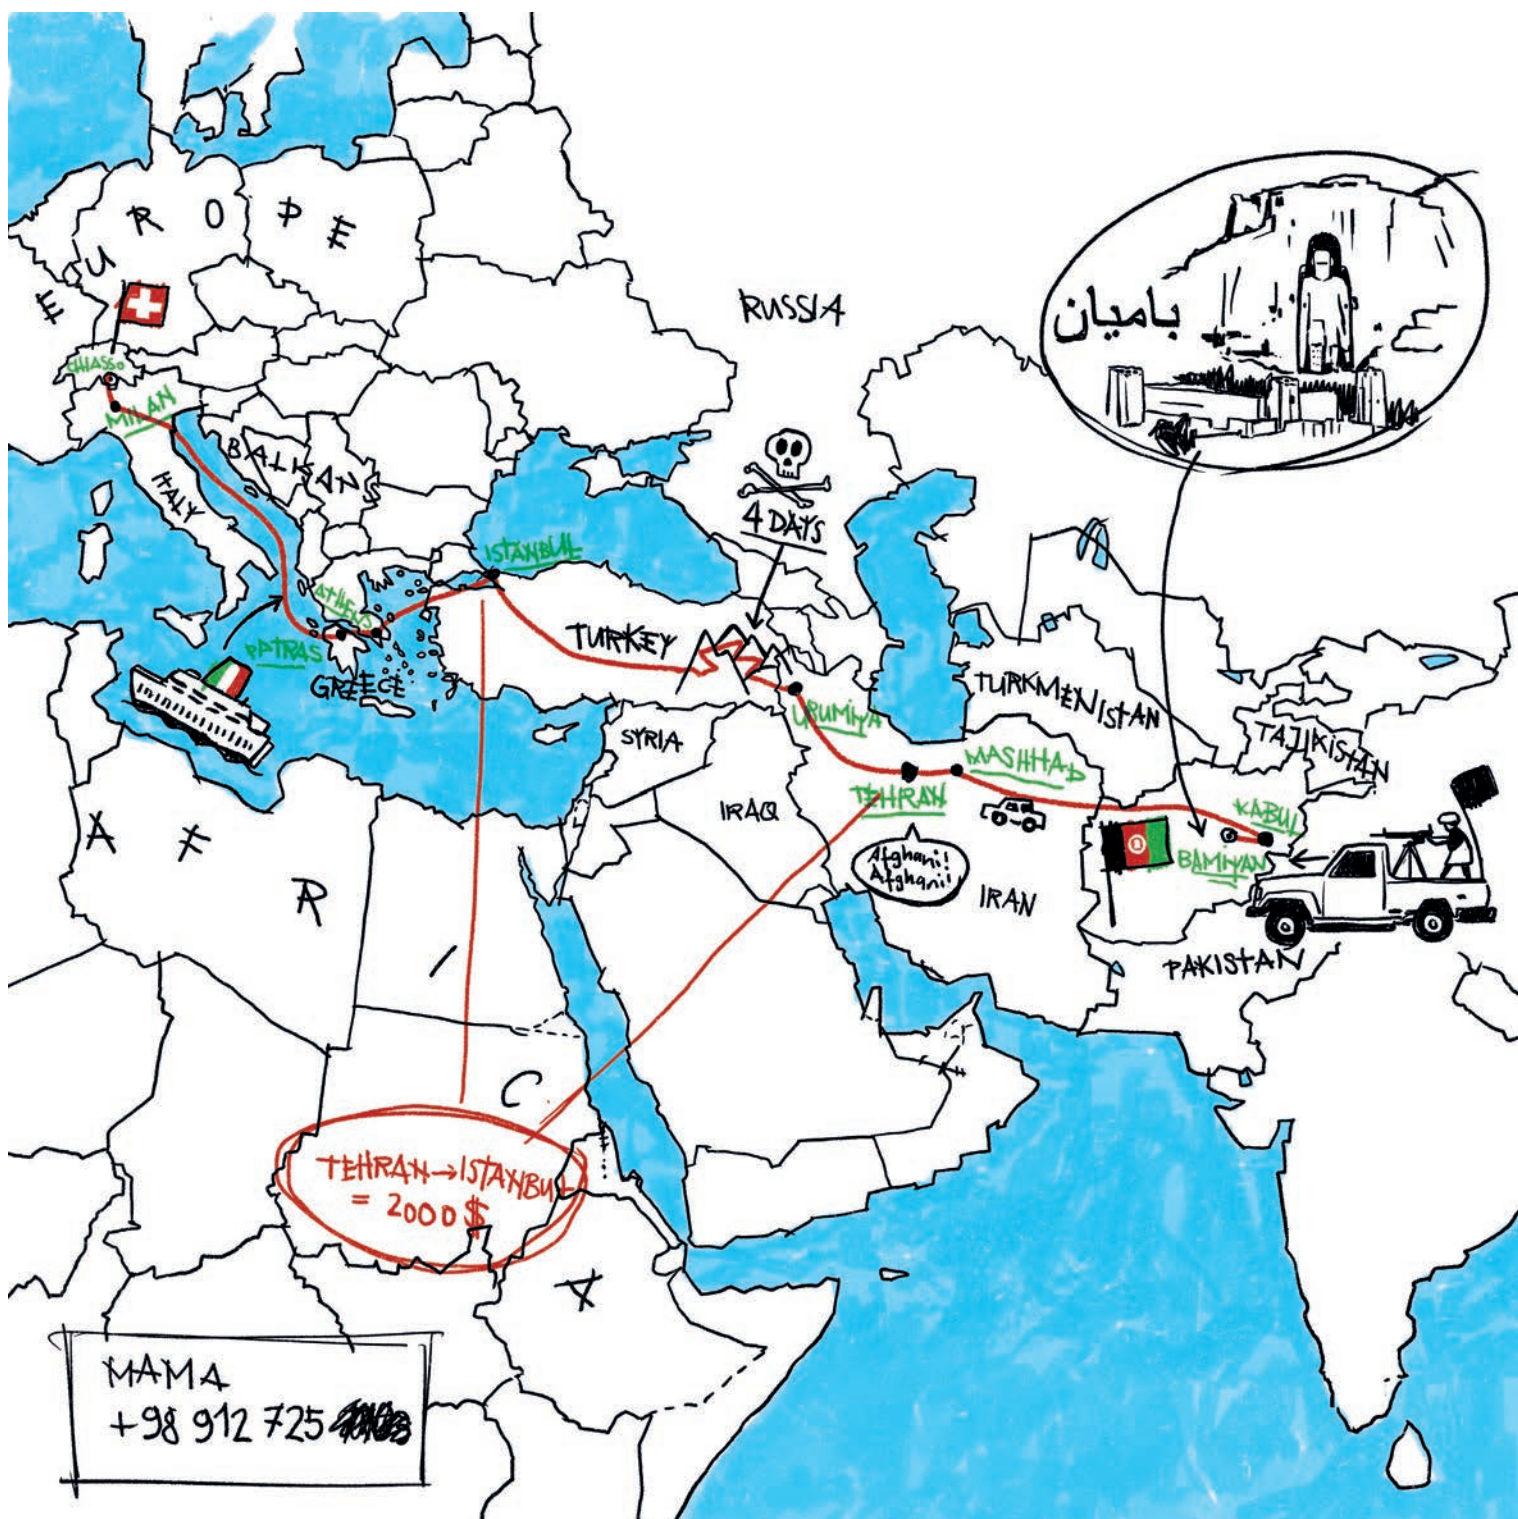 EUROPE
RUSSIA
باميان
CHIASSO
MILAN
BALKAN
ITALY
4 DAYS
ISTANBUL
ATHENS
PATRAS
GREECE
TURKEY
URUMIYA
TURKMENISTAN
TAJIKISTAN
SYRIA
MASHHAD
TEHRAN
IRAQ
KABUL
BAMIYAN
Afghani!
Afghani!
IRAN
PAKISTAN
AFRICA
TEHRAN→ISTANBUL
= 2000 $
MAMA
+98 912 725